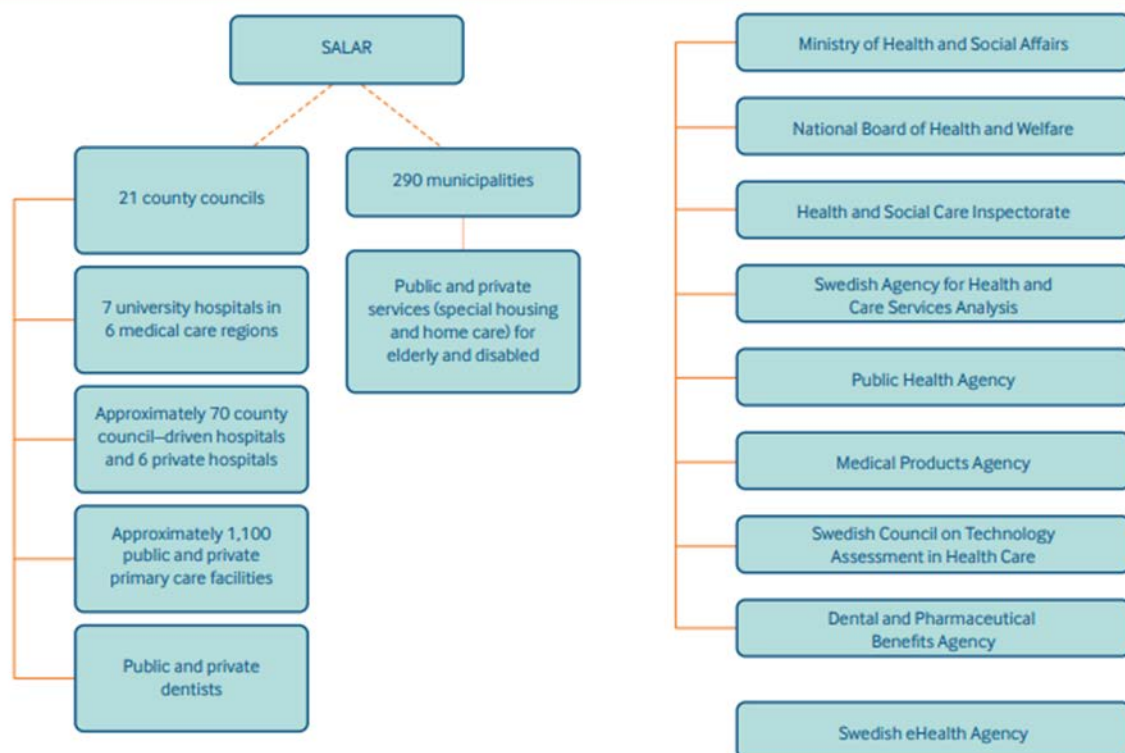 SALAR
21 county councils
290 municipalities
7 university hospitals in
6 medical care regions
Public and private
services (special housing
and home care) for
elderly and disabled
Approximately 70 county
council–driven hospitals
and 6 private hospitals
Approximately 1,100
public and private
primary care facilities
Public and private
dentists
Ministry of Health and Social Affairs
National Board of Health and Welfare
Health and Social Care Inspectorate
Swedish Agency for Health and
Care Services Analysis
Public Health Agency
Medical Products Agency
Swedish Council on Technology
Assessment in Health Care
Dental and Pharmaceutical
Benefits Agency
Swedish eHealth Agency